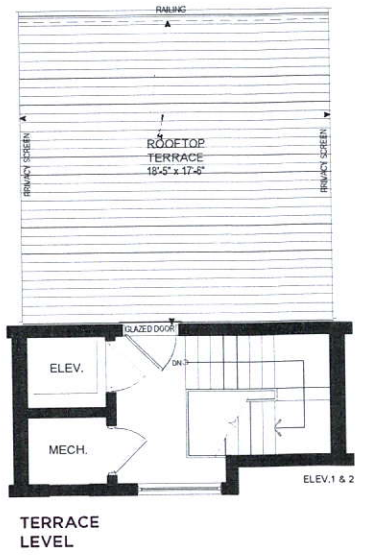 RAILING
PRIVACY SCREEN
ROOFTOP
TERRACE
18'-5" x 17'-6"
PRIVACY SCREEN
GLAZED DOOR
ELEV.
DN
MECH.
ELEV.1 & 2
TERRACE
LEVEL